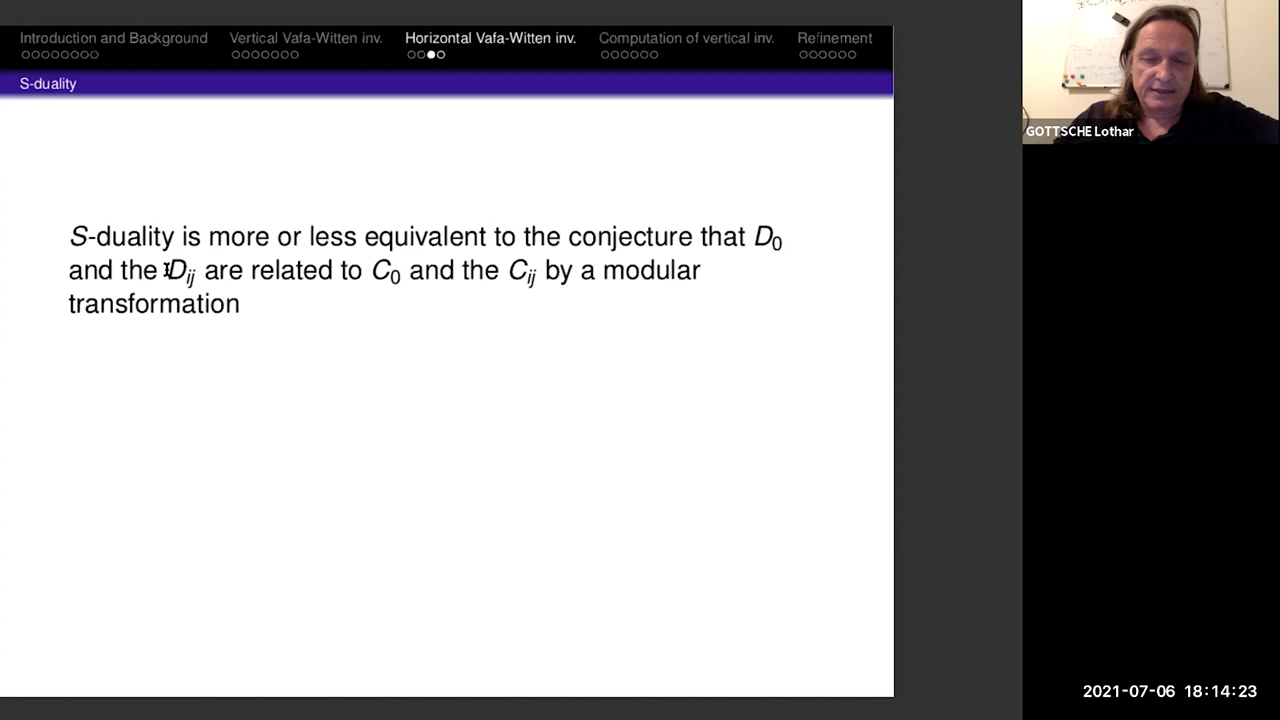 Introduction and Background Vertical Vafa-Witten inv. Horizontal Vafa-Witten inv. Computation of vertical inv. Refinement
S-duality
S-duality is more or less equivalent to the conjecture that D₀
and the Dᵢⱼ are related to C₀ and the Cᵢⱼ by a modular
transformation
GOTTSCHE Lothar
2021-07-06 18:14:23